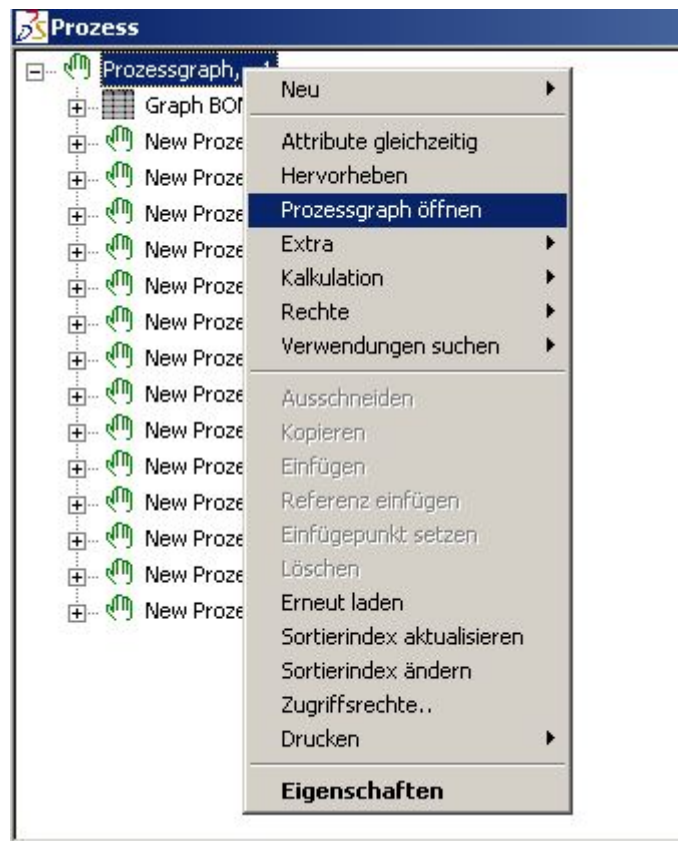 Prozess
Prozessgraph,
Graph BOM
New Proze
New Proze
New Proze
New Proze
New Proze
New Proze
New Proze
New Proze
New Proze
New Proze
New Proze
New Proze
New Proze
New Proze
Neu
Attribute gleichzeitig
Hervorheben
Prozessgraph öffnen
Extra
Kalkulation
Rechte
Verwendungen suchen
Ausschneiden
Kopieren
Einfügen
Referenz einfügen
Einfügepunkt setzen
Löschen
Erneut laden
Sortierindex aktualisieren
Sortierindex ändern
Zugriffsrechte..
Drucken
Eigenschaften